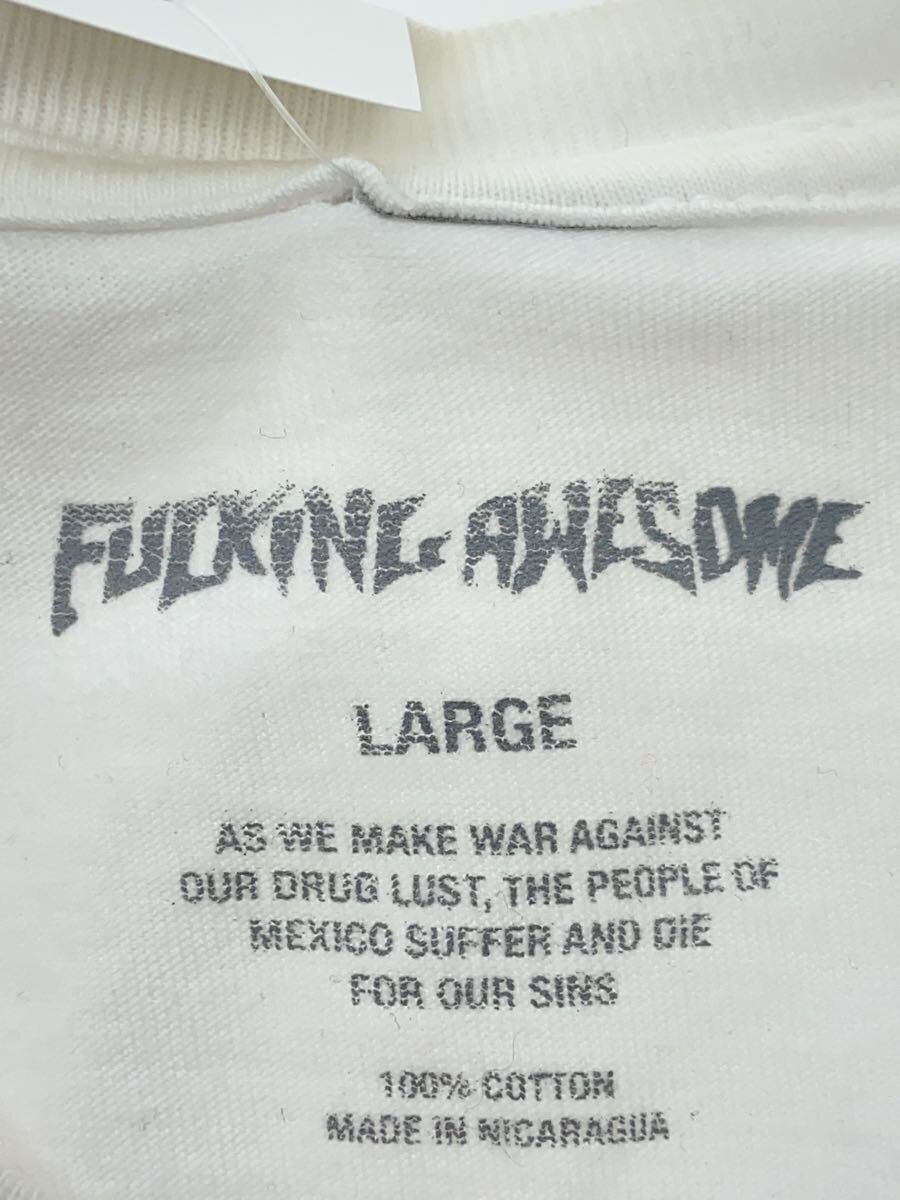 FUCKING AWESOME
LARGE
AS WE MAKE WAR AGAINST
OUR DRUG LUST, THE PEOPLE OF
MEXICO SUFFER AND DIE
FOR OUR SINS
100% COTTON
MADE IN NICARAGUA